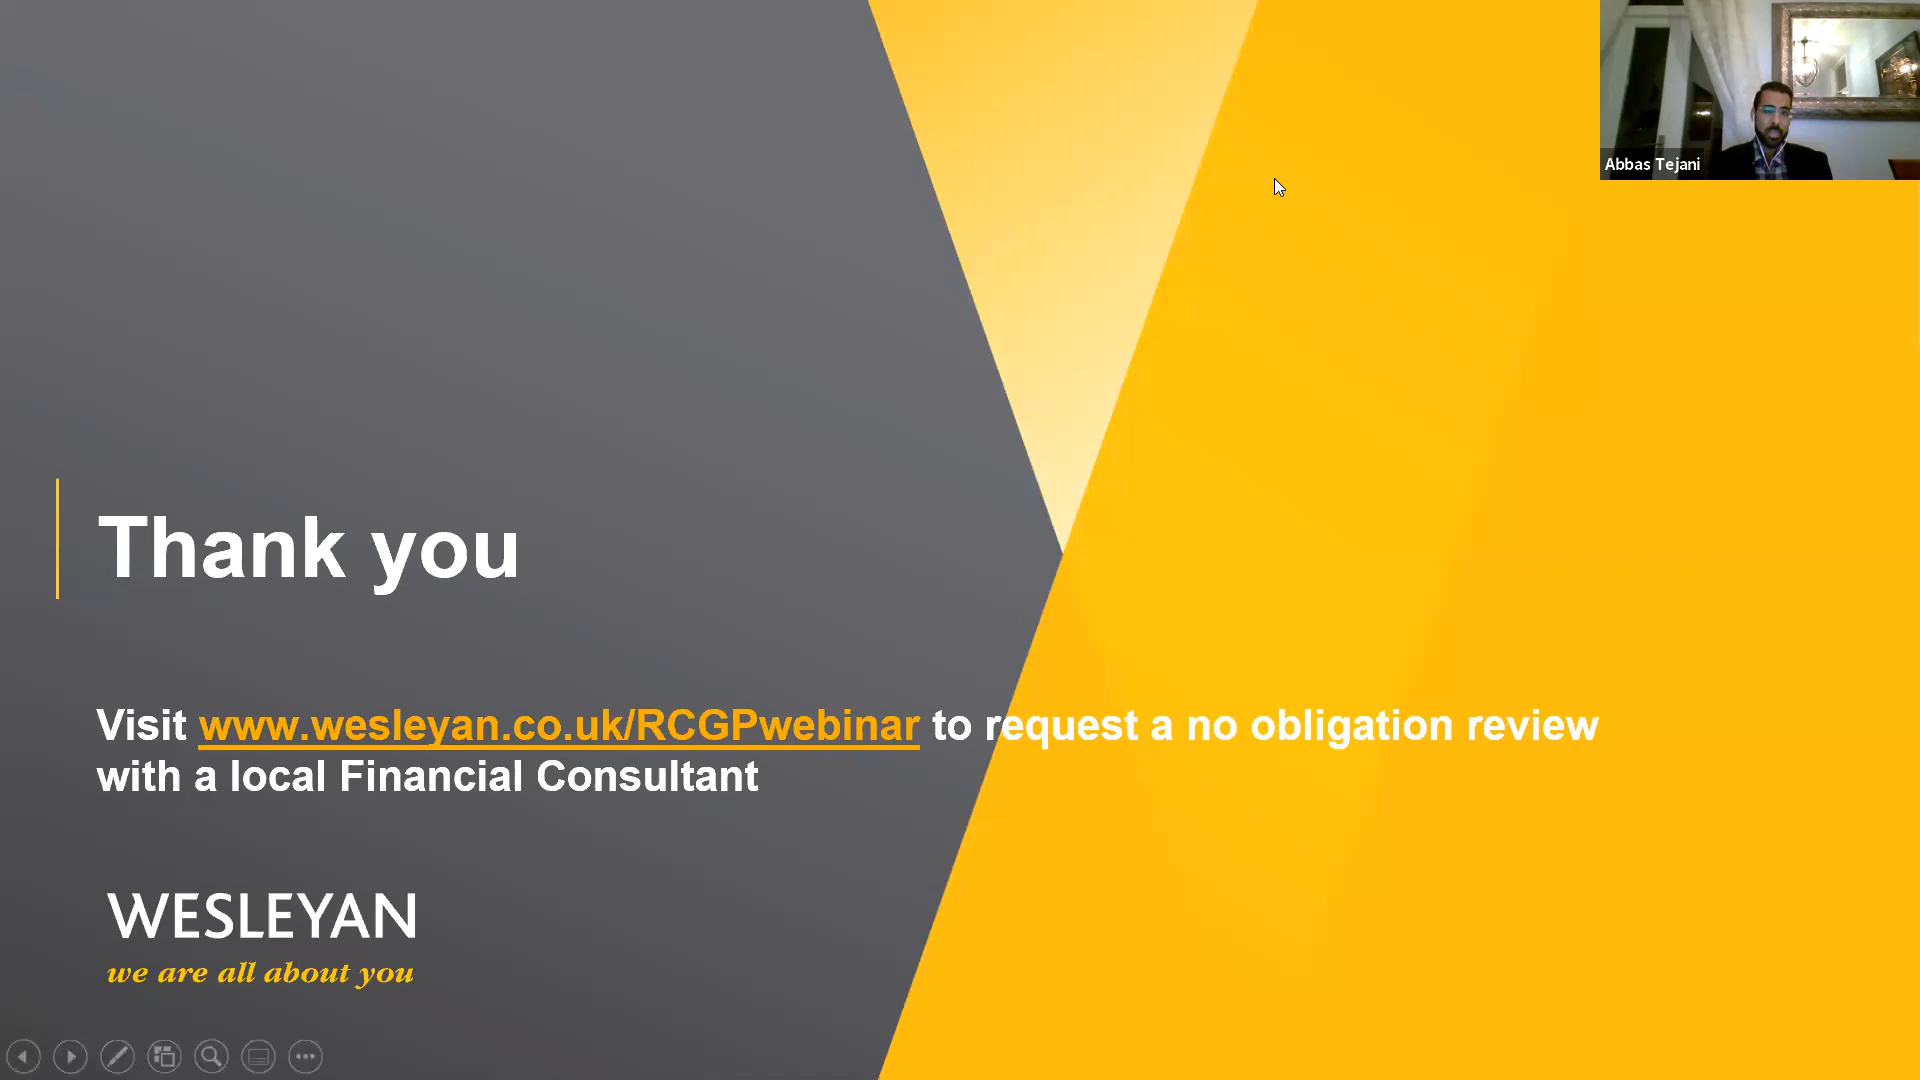 Abbas Tejani
Thank you
Visit www.wesleyan.co.uk/RCGPwebinar to request a no obligation review
with a local Financial Consultant
WESLEYAN
we are all about you